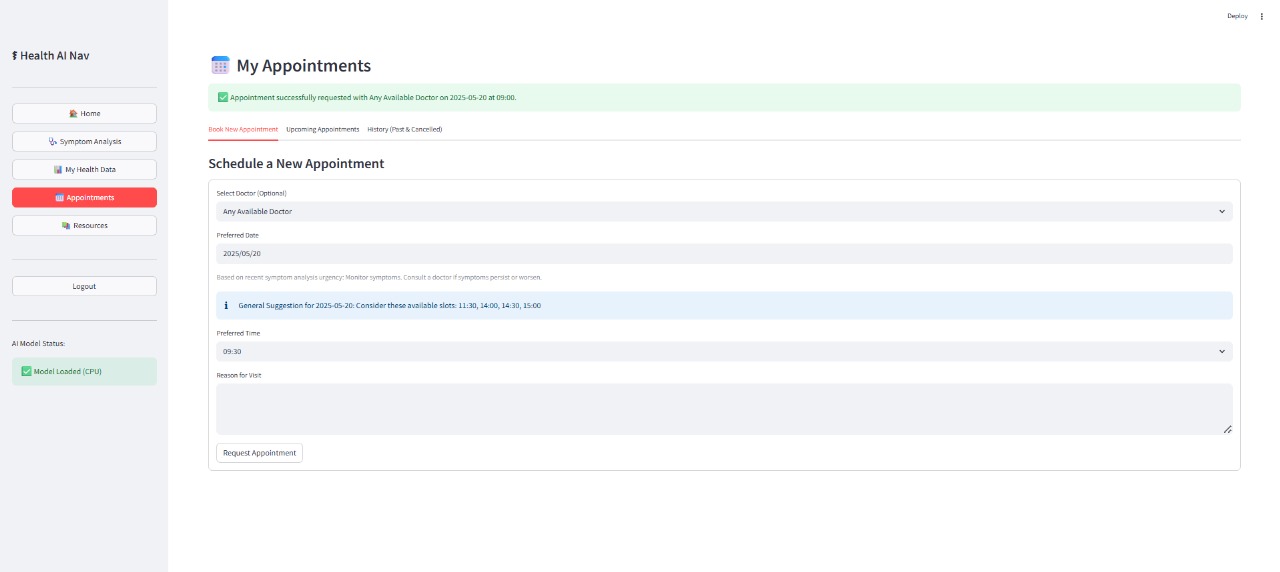 Deploy
Health AI Nav
Home
Symptom Analysis
My Health Data
Appointments
Resources
Logout
AI Model Status:
Model Loaded (CPU)
My Appointments
Appointment successfully requested with Any Available Doctor on 2025-05-20 at 09:00.
Book New Appointment Upcoming Appointments History (Past & Cancelled)
Schedule a New Appointment
Select Doctor (Optional)
Any Available Doctor
Preferred Date
2025/05/20
Based on recent symptom analysis urgency: Monitor symptoms. Consult a doctor if symptoms persist or worsen.
General Suggestion for 2025-05-20: Consider these available slots: 11:30, 14:00, 14:30, 15:00
Preferred Time
09:30
Reason for Visit
Request Appointment